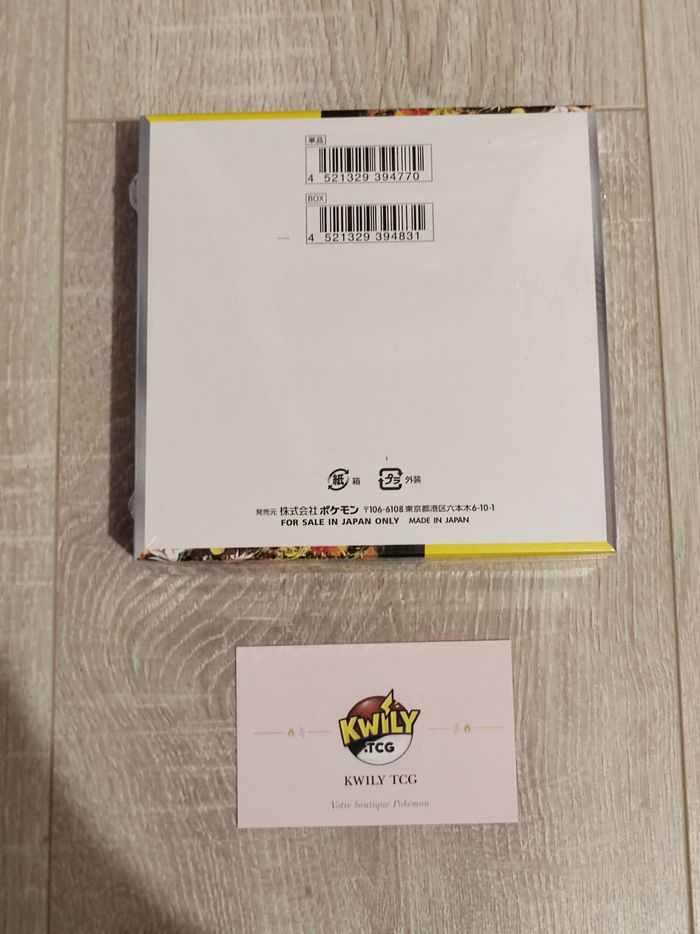 単品
4 521329 394770
BOX
4 521329 394831
紙 箱 プラ 外装
発売元 株式会社ポケモン 〒106-6108 東京都港区六本木6-10-1
FOR SALE IN JAPAN ONLY MADE IN JAPAN
KWILY
.TCG
KWILY TCG
Votre boutique Pokémon